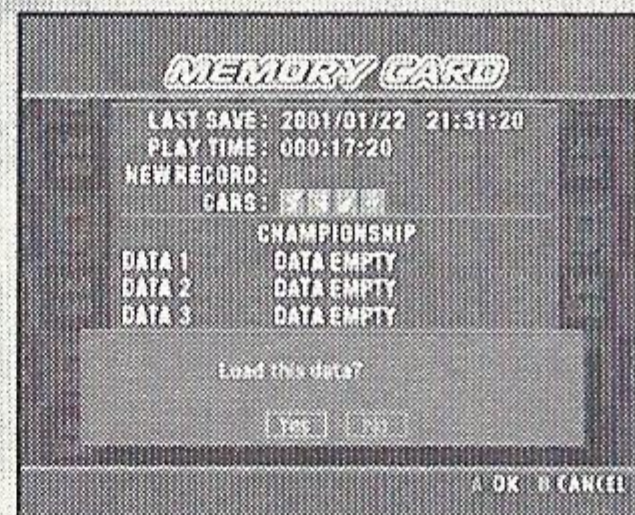 MEMORY CARD
LAST SAVE: 2001/01/22 21:31:20
PLAY TIME: 000:17:20
NEW RECORD:
CARS:
CHAMPIONSHIP
DATA 1 DATA EMPTY
DATA 2 DATA EMPTY
DATA 3 DATA EMPTY
Load this data?
Yes No
A OK B CANCEL